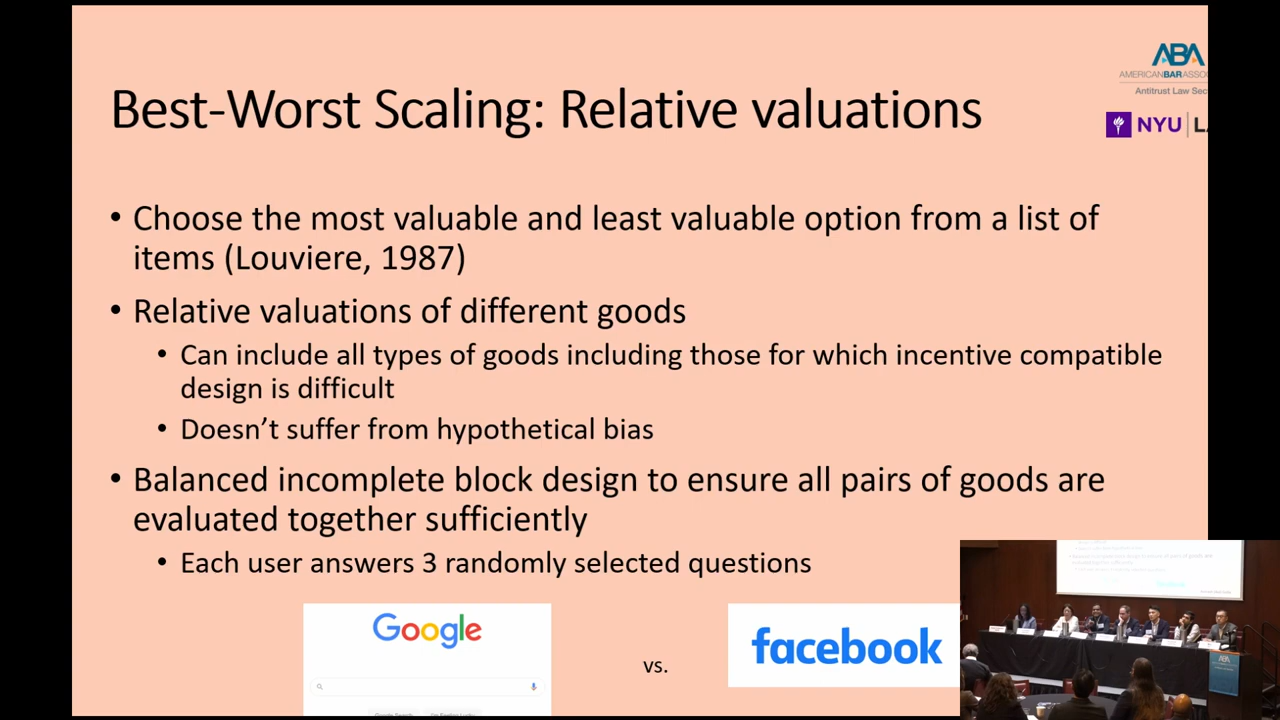 ABA
AMERICANBARASSO
Antitrust Law Sec
Best-Worst Scaling: Relative valuations
NYU
• Choose the most valuable and least valuable option from a list of
items (Louviere, 1987)
• Relative valuations of different goods
• Can include all types of goods including those for which incentive compatible
design is difficult
• Doesn't suffer from hypothetical bias
• Balanced incomplete block design to ensure all pairs of goods are
evaluated together sufficiently
• Each user answers 3 randomly selected questions
Google
vs.
facebook
ABA